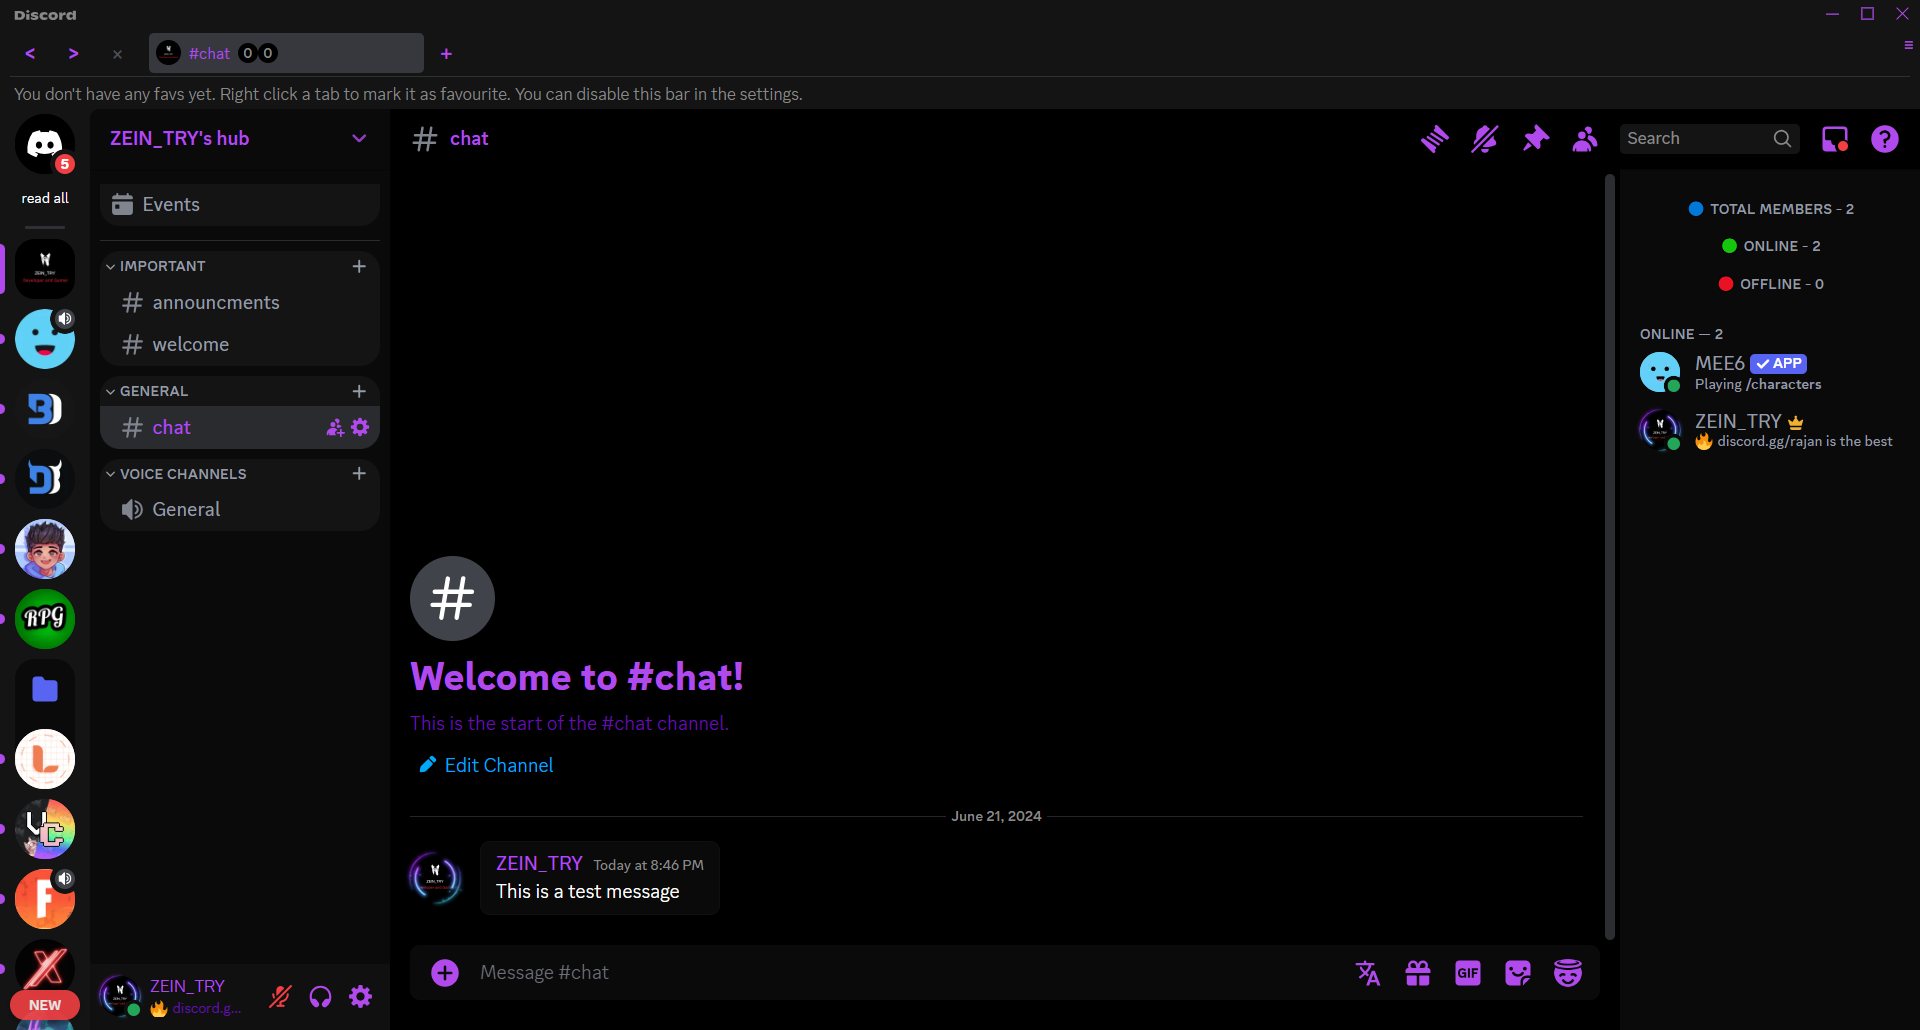 Discord
#chat 0 0
You don't have any favs yet. Right click a tab to mark it as favourite. You can disable this bar in the settings.
5
read all
RPG
NEW
ZEIN_TRY's hub
Events
IMPORTANT
announcments
welcome
GENERAL
chat
VOICE CHANNELS
General
ZEIN_TRY
🔥 discord.g...
chat
Search
Welcome to #chat!
This is the start of the #chat channel.
Edit Channel
June 21, 2024
ZEIN_TRY Today at 8:46 PM
This is a test message
Message #chat
GIF
TOTAL MEMBERS - 2
ONLINE - 2
OFFLINE - 0
ONLINE — 2
MEE6 ✓ APP
Playing /characters
ZEIN_TRY
🔥 discord.gg/rajan is the best